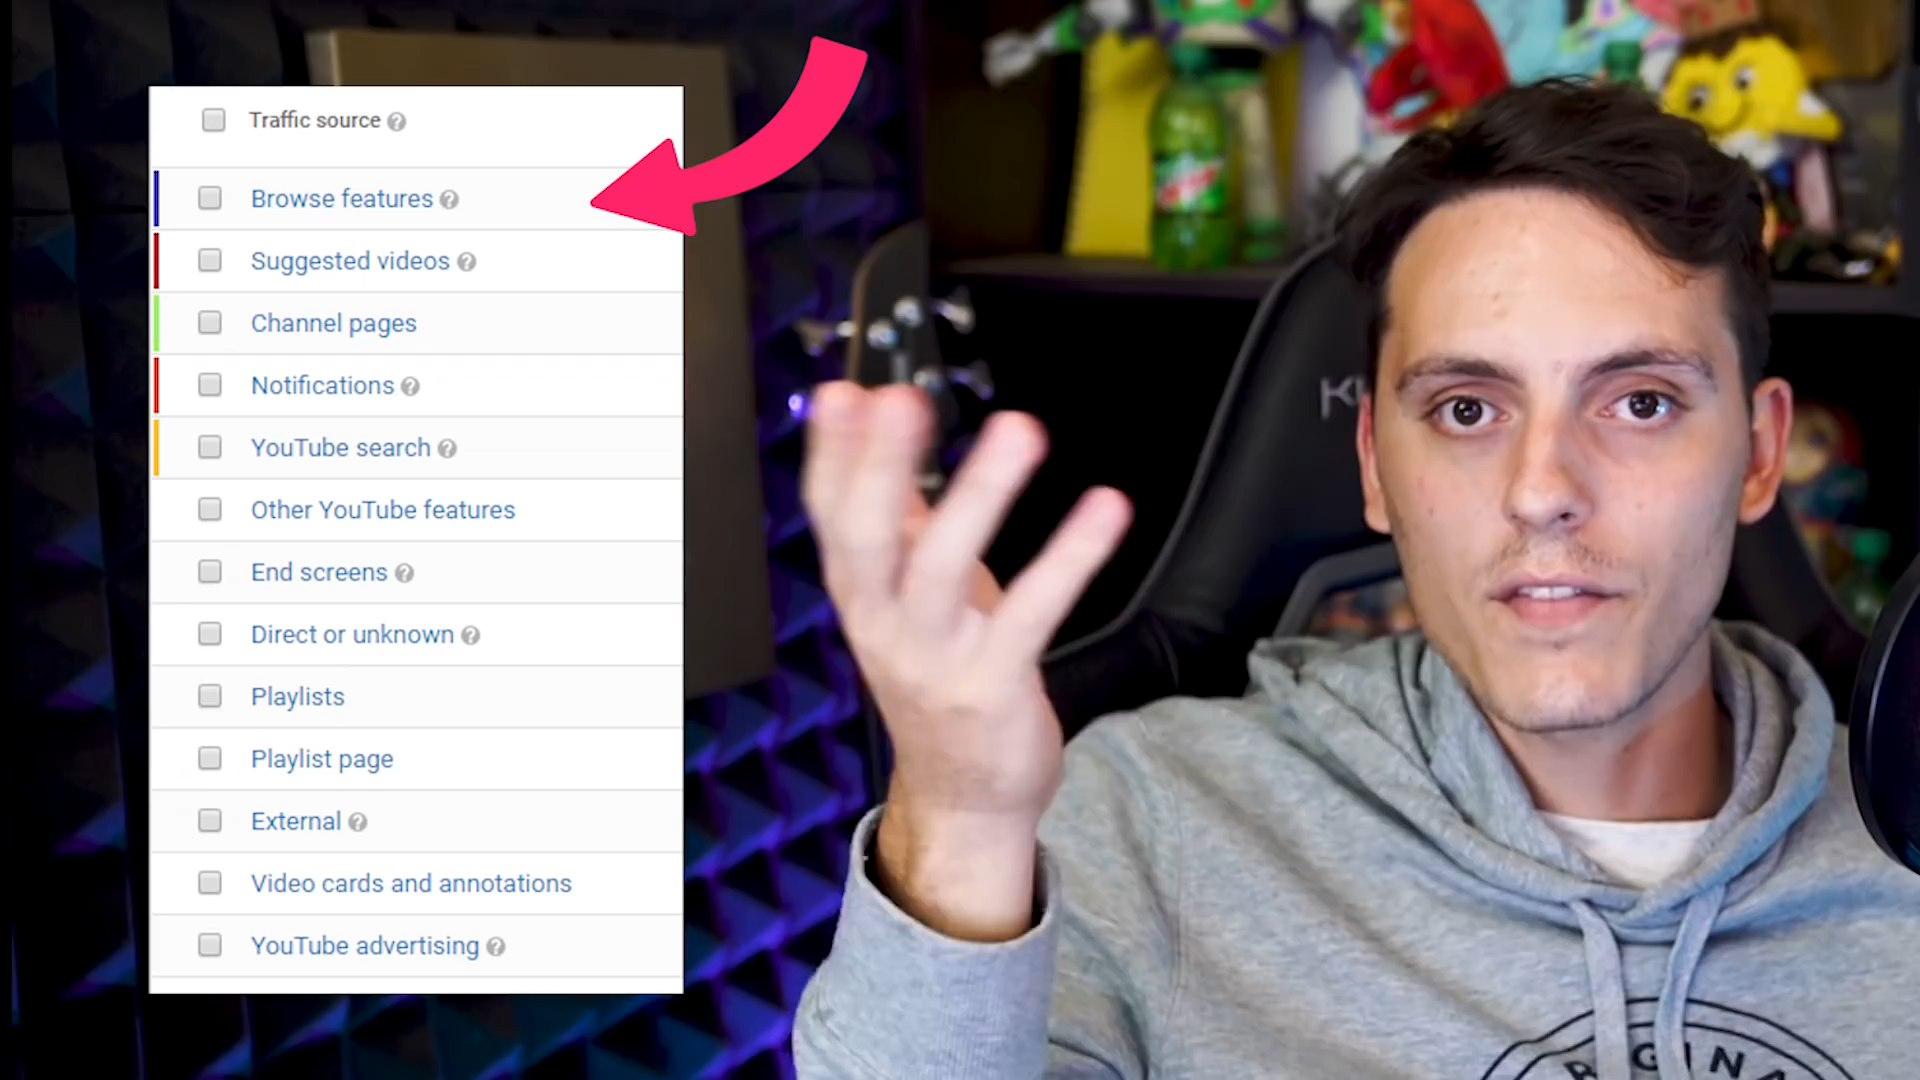 Traffic source
Browse features
Suggested videos
Channel pages
Notifications
YouTube search
Other YouTube features
End screens
Direct or unknown
Playlists
Playlist page
External
Video cards and annotations
YouTube advertising